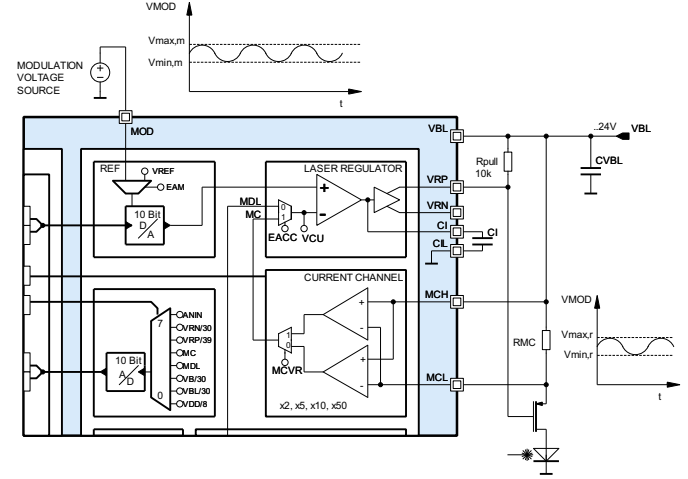 VMOD
Vmax,m
Vmin,m
t
MODULATION
VOLTAGE
SOURCE
MOD
VBL
..24V
VBL
REF
VREF
EAM
10 Bit
D
A
LASER REGULATOR
MDL
MC
0
1
+
-
EACC
VCU
VRP
VRN
CI
CI
CIL
Rpull
10k
CVBL
CURRENT CHANNEL
MCH
+
-
1
0
+
-
MCVR
MCL
x2, x5, x10, x50
7
0
ANIN
VRN/30
VRP/39
MC
MDL
VB/30
VBL/30
VDD/8
10 Bit
A
D
RMC
VMOD
Vmax,r
Vmin,r
t